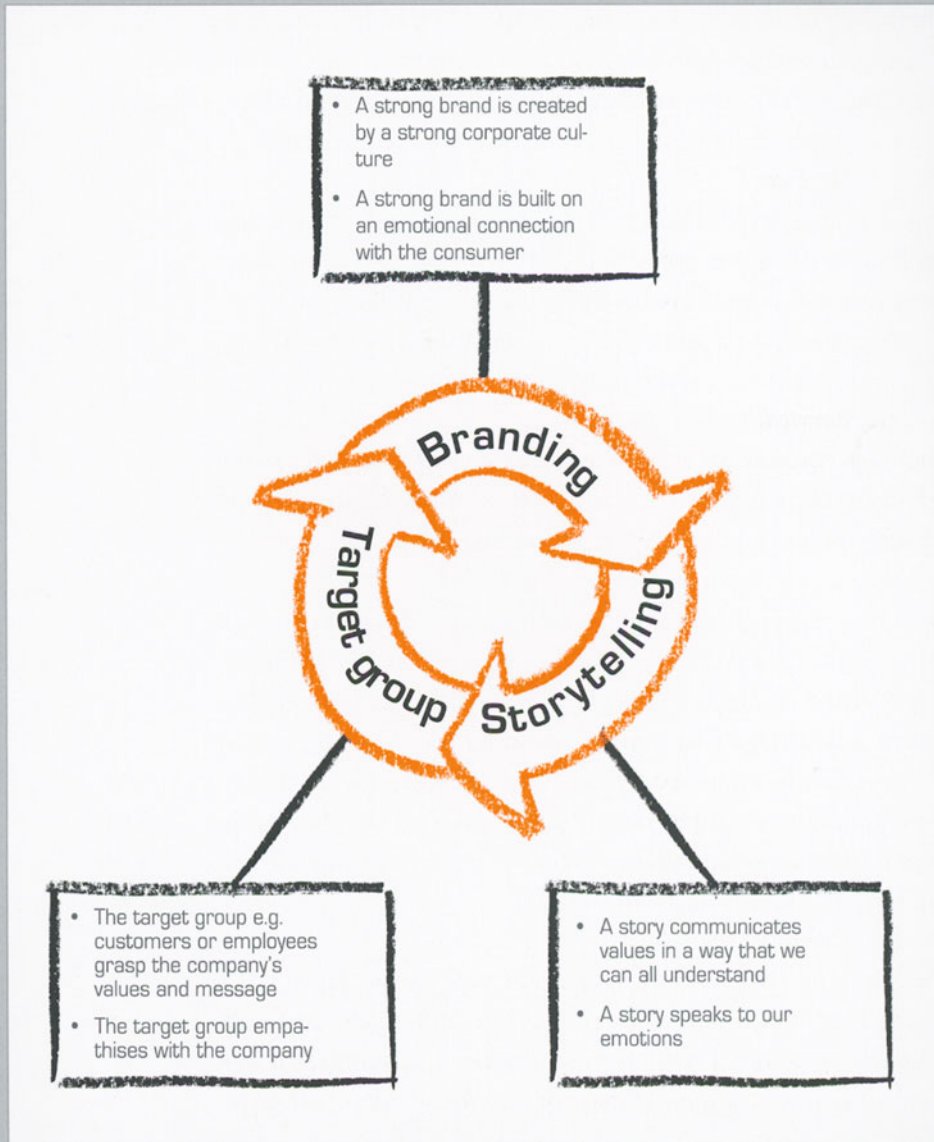 • A strong brand is created
by a strong corporate cul-
ture
• A strong brand is built on
an emotional connection
with the consumer
Branding
Storytelling
Target group
• The target group e.g.
customers or employees
grasp the company's
values and message
• The target group empa-
thises with the company
• A story communicates
values in a way that we
can all understand
• A story speaks to our
emotions